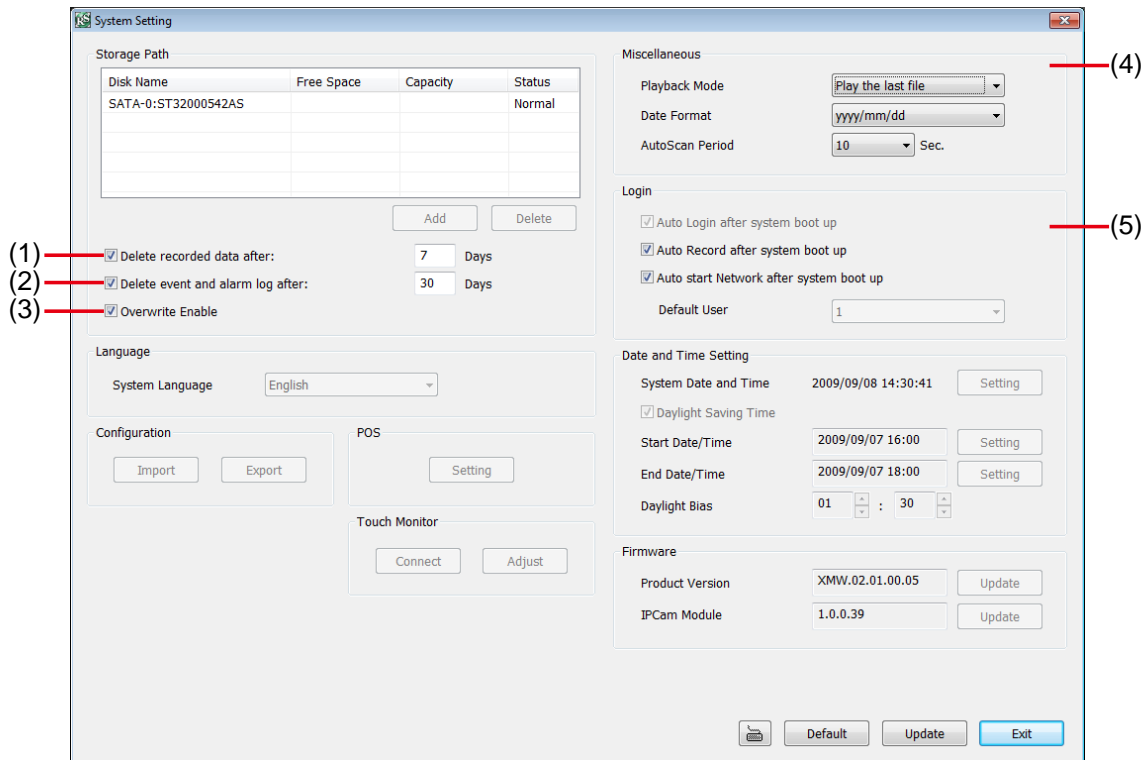 System Setting
Storage Path
Disk Name Free Space Capacity Status
SATA-0:ST32000542AS Normal
Add Delete
(1) Delete recorded data after: 7 Days
(2) Delete event and alarm log after: 30 Days
(3) Overwrite Enable
Language
System Language English
Configuration
Import Export
POS
Setting
Touch Monitor
Connect Adjust
Miscellaneous
(4)
Playback Mode Play the last file
Date Format yyyy/mm/dd
AutoScan Period 10 Sec.
Login
Auto Login after system boot up
(5)
Auto Record after system boot up
Auto start Network after system boot up
Default User 1
Date and Time Setting
System Date and Time 2009/09/08 14:30:41 Setting
Daylight Saving Time
Start Date/Time 2009/09/07 16:00 Setting
End Date/Time 2009/09/07 18:00 Setting
Daylight Bias 01 : 30
Firmware
Product Version XMW.02.01.00.05 Update
IPCam Module 1.0.0.39 Update
Default Update Exit